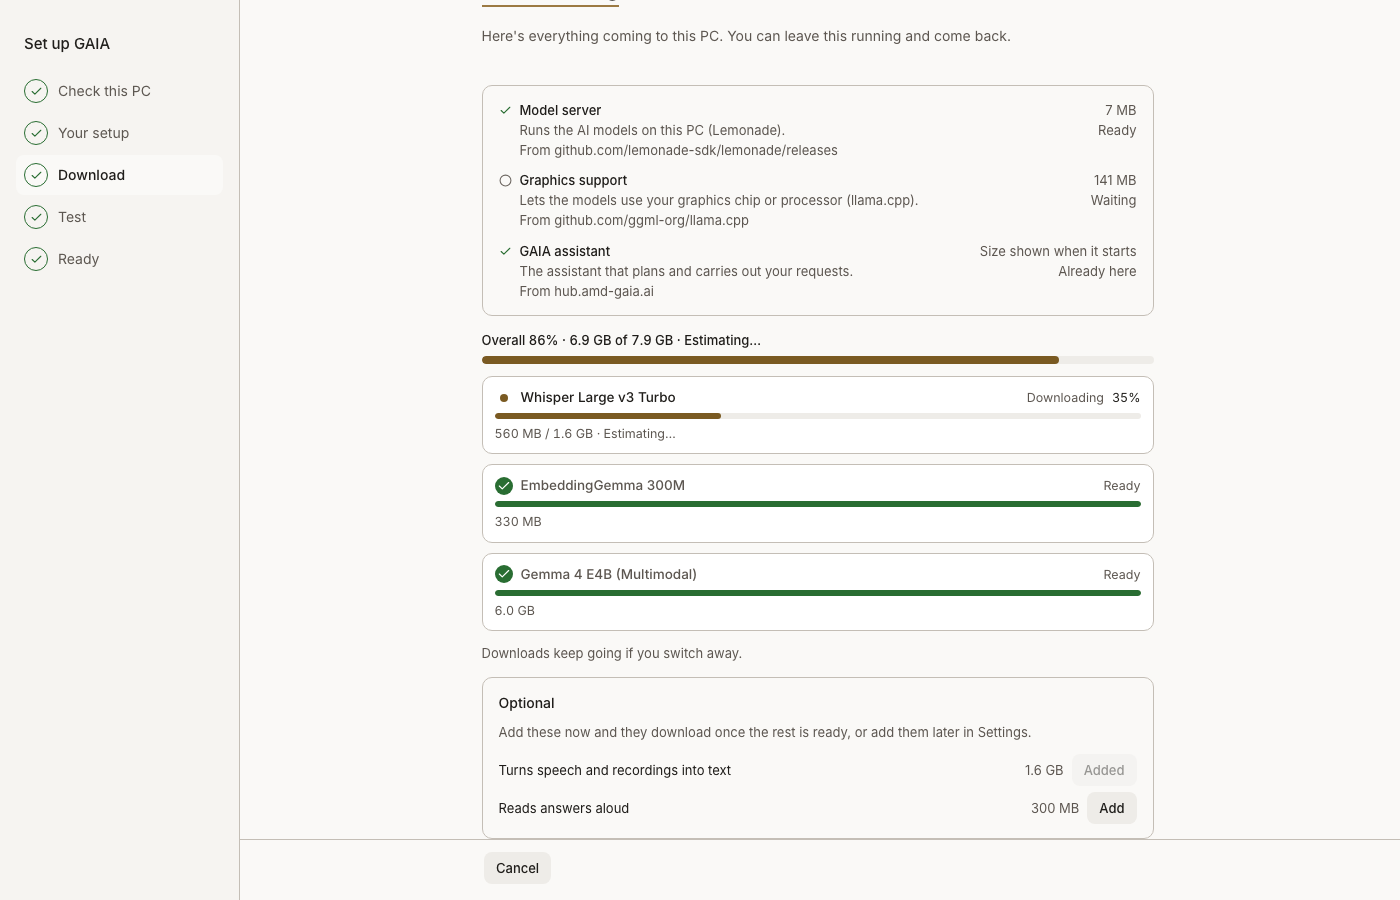 Set up GAIA
Check this PC
Your setup
Download
Test
Ready
Here's everything coming to this PC. You can leave this running and come back.
Model server 7 MB
Runs the AI models on this PC (Lemonade). Ready
From github.com/lemonade-sdk/lemonade/releases
Graphics support 141 MB
Lets the models use your graphics chip or processor (llama.cpp). Waiting
From github.com/ggml-org/llama.cpp
GAIA assistant Size shown when it starts
The assistant that plans and carries out your requests. Already here
From hub.amd-gaia.ai
Overall 86% · 6.9 GB of 7.9 GB · Estimating...
Whisper Large v3 Turbo Downloading 35%
560 MB / 1.6 GB · Estimating...
EmbeddingGemma 300M Ready
330 MB
Gemma 4 E4B (Multimodal) Ready
6.0 GB
Downloads keep going if you switch away.
Optional
Add these now and they download once the rest is ready, or add them later in Settings.
Turns speech and recordings into text 1.6 GB Added
Reads answers aloud 300 MB Add
Cancel